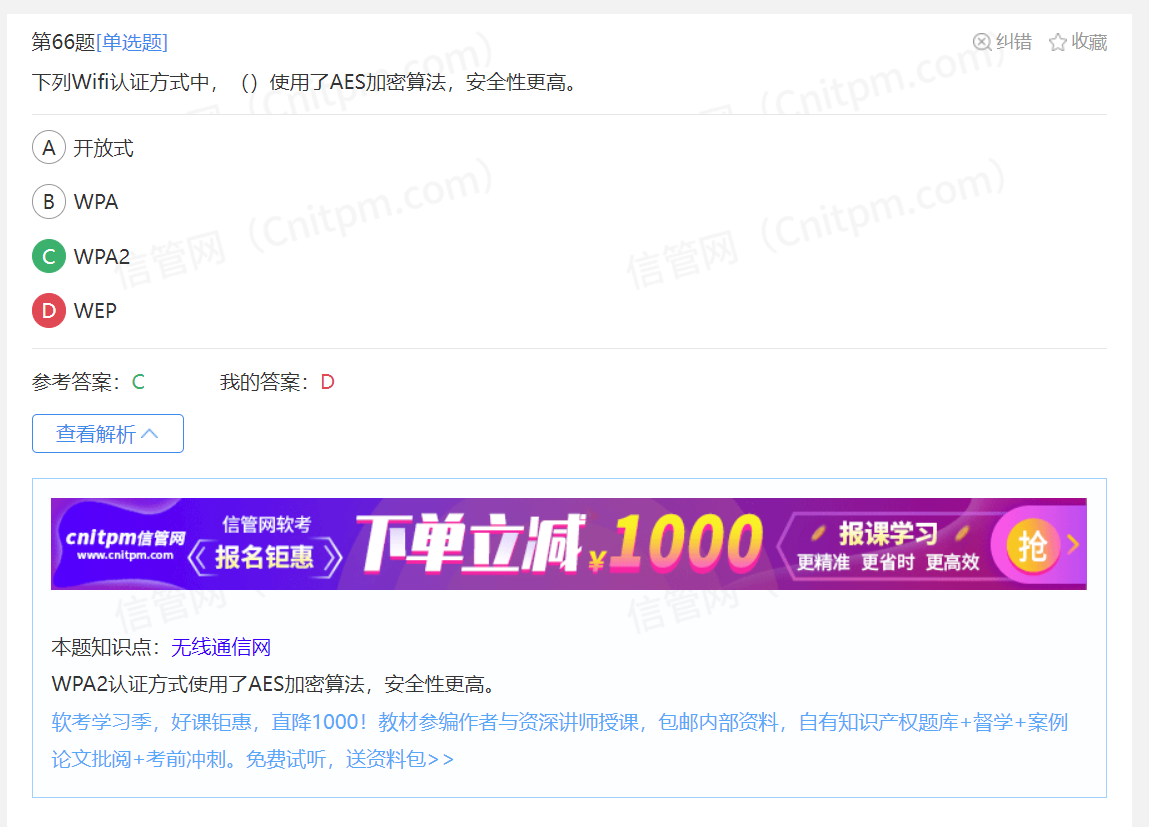 第66题[单选题]
纠错 收藏
下列Wifi认证方式中，（）使用了AES加密算法，安全性更高。
A 开放式
B WPA
C WPA2
D WEP
参考答案：C 我的答案：D
查看解析
cnitpm信管网
www.cnitpm.com
信管网软考
报名钜惠
下单立减¥1000
报课学习
更精准 更省时 更高效
抢
本题知识点：无线通信网
WPA2认证方式使用了AES加密算法，安全性更高。
软考学习季，好课钜惠，直降1000！教材参编作者与资深讲师授课，包邮内部资料，自有知识产权题库+督学+案例
论文批阅+考前冲刺。免费试听，送资料包>>
信管网（Cnitpm.com）
信管网（Cnitpm.com）